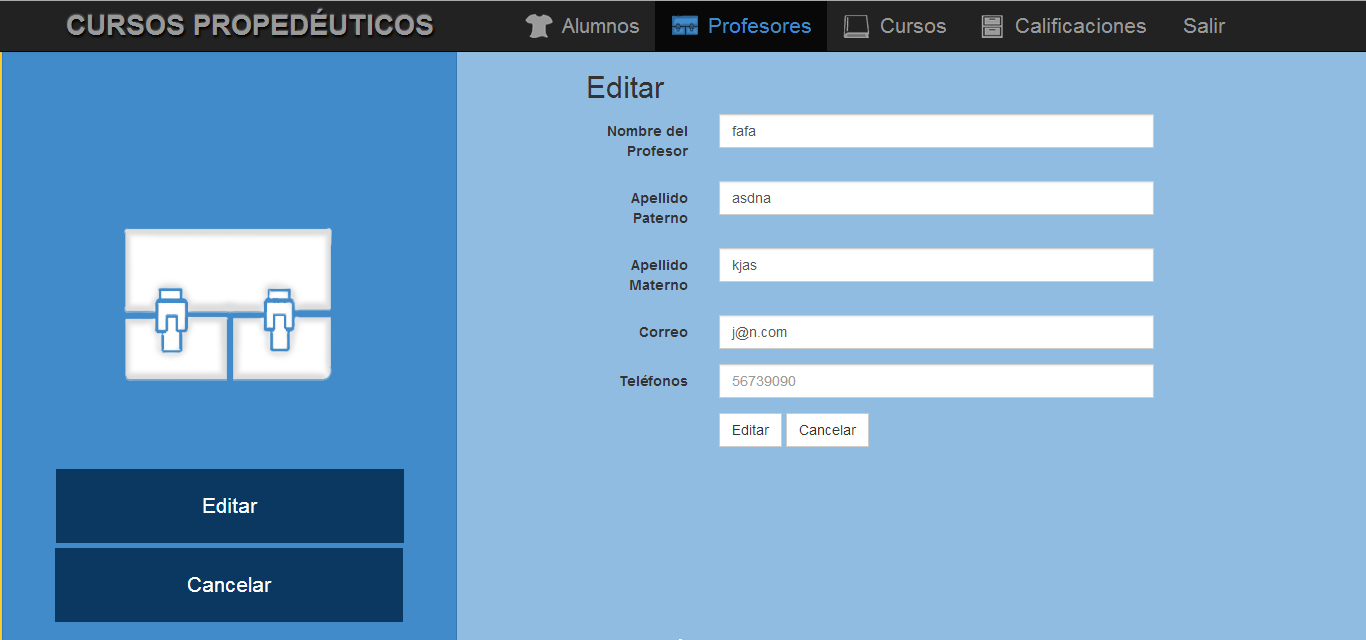 CURSOS PROPEDÉUTICOS
Alumnos
Profesores
Cursos
Calificaciones
Salir
Editar
Cancelar
Editar
Nombre del
Profesor
fafa
Apellido
Paterno
asdna
Apellido
Materno
kjas
Correo
j@n.com
Teléfonos
56739090
Editar
Cancelar